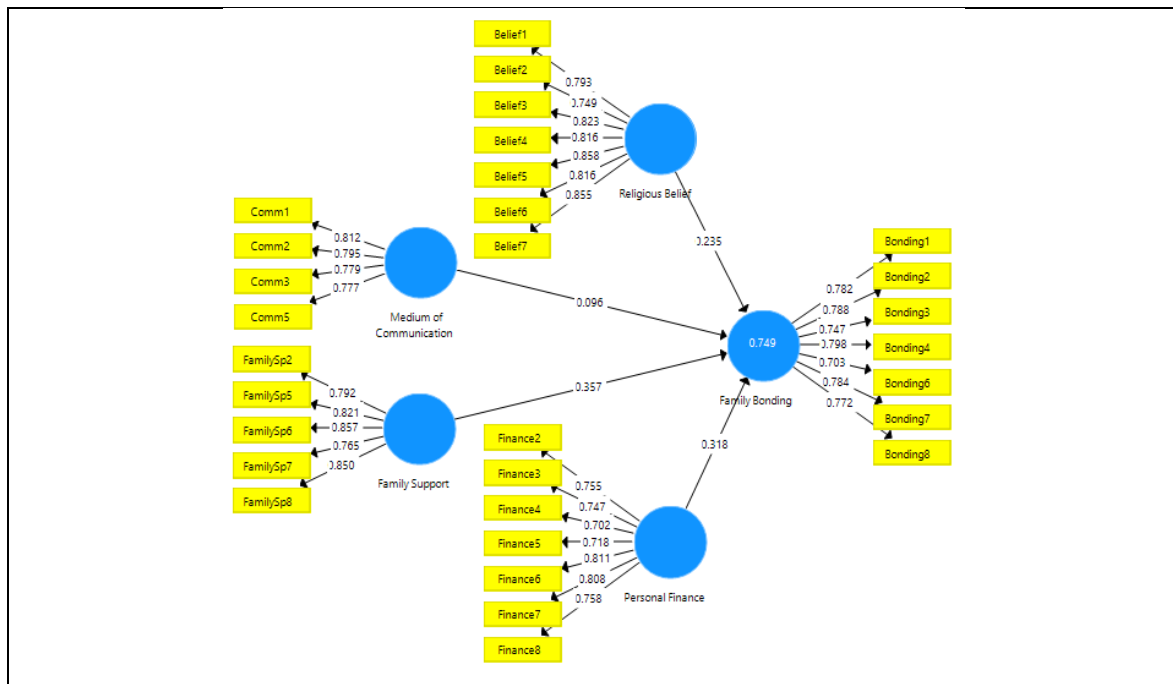 Belief1
Belief2
Belief3
Belief4
Belief5
Belief6
Belief7
0.793
0.749
0.823
0.816
0.858
0.816
0.855
Religious Belief
0.235
Comm1
Comm2
Comm3
Comm5
0.812
0.795
0.779
0.777
Medium of
Communication
0.096
FamilySp2
FamilySp5
FamilySp6
FamilySp7
FamilySp8
0.792
0.821
0.857
0.765
0.850
Family Support
0.357
Finance2
Finance3
Finance4
Finance5
Finance6
Finance7
Finance8
0.755
0.747
0.702
0.718
0.811
0.808
0.758
Personal Finance
0.318
0.749
Family Bonding
0.782
0.788
0.747
0.798
0.703
0.784
0.772
Bonding1
Bonding2
Bonding3
Bonding4
Bonding6
Bonding7
Bonding8